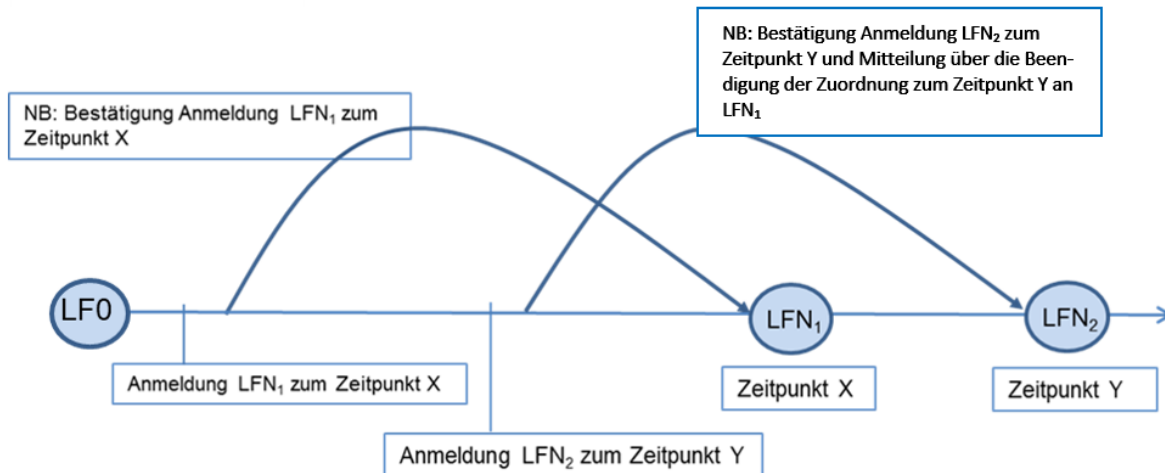 NB: Bestätigung Anmeldung LFN₂ zum
Zeitpunkt Y und Mitteilung über die Been-
digung der Zuordnung zum Zeitpunkt Y an
LFN₁
NB: Bestätigung Anmeldung LFN₁ zum
Zeitpunkt X
LF0
LFN₁
LFN₂
Anmeldung LFN₁ zum Zeitpunkt X
Zeitpunkt X
Zeitpunkt Y
Anmeldung LFN₂ zum Zeitpunkt Y